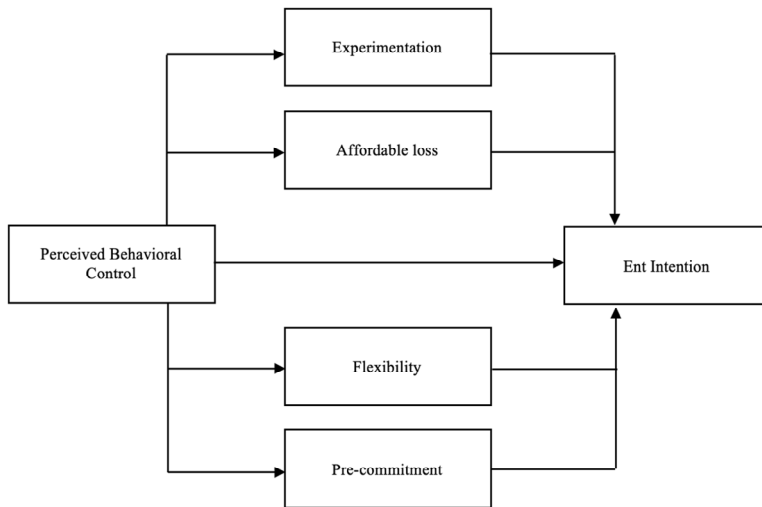 Experimentation
Affordable loss
Perceived Behavioral
Control
Ent Intention
Flexibility
Pre-commitment